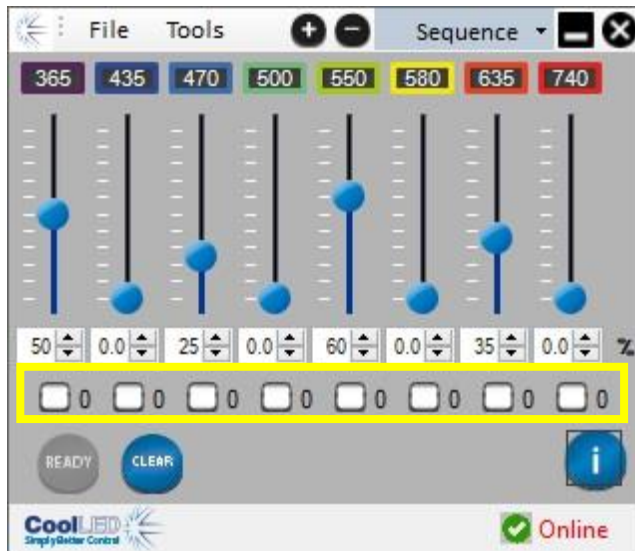 File Tools + - Sequence
365 435 470 500 550 580 635 740
50 0.0 25 0.0 60 0.0 35 0.0 %
0 0 0 0 0 0 0 0
READY CLEAR i
CoolLED Online
Simply Better Control